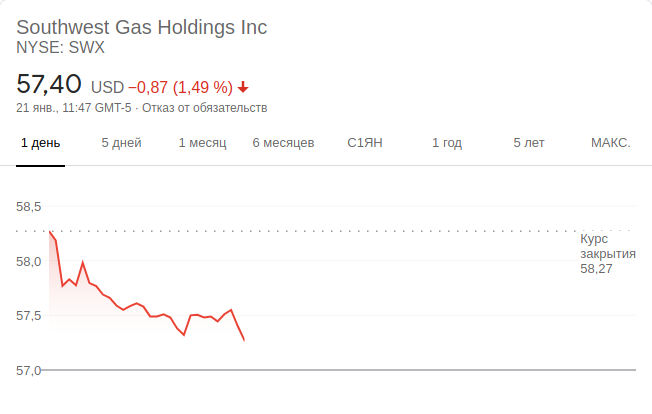 Southwest Gas Holdings Inc
NYSE: SWX
57,40 USD −0,87 (1,49 %)
21 янв., 11:47 GMT-5 · Отказ от обязательств
1 день 5 дней 1 месяц 6 месяцев С1ЯН 1 год 5 лет МАКС.
58,5
Курс
закрытия
58,27
58,0
57,5
57,0